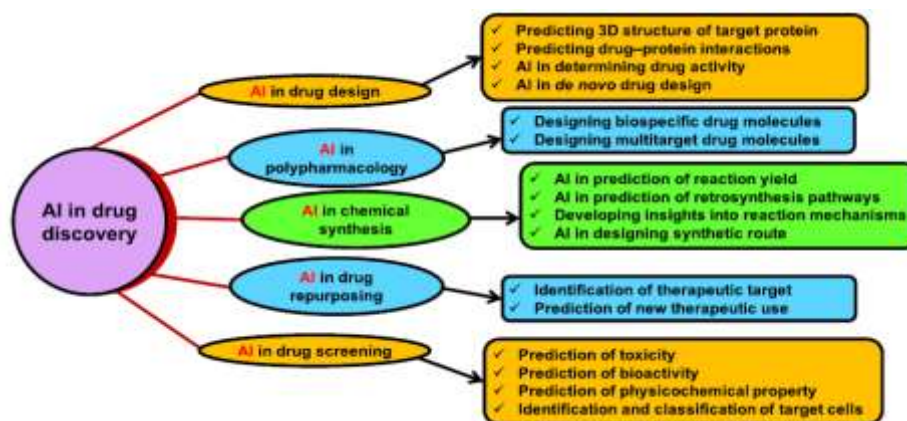 AI in drug
discovery
AI in drug design
✓ Predicting 3D structure of target protein
✓ Predicting drug–protein interactions
✓ AI in determining drug activity
✓ AI in de novo drug design
AI in
polypharmacology
✓ Designing biospecific drug molecules
✓ Designing multitarget drug molecules
AI in chemical
synthesis
✓ AI in prediction of reaction yield
✓ AI in prediction of retrosynthesis pathways
✓ Developing insights into reaction mechanisms
✓ AI in designing synthetic route
AI in drug
repurposing
✓ Identification of therapeutic target
✓ Prediction of new therapeutic use
AI in drug screening
✓ Prediction of toxicity
✓ Prediction of bioactivity
✓ Prediction of physicochemical property
✓ Identification and classification of target cells